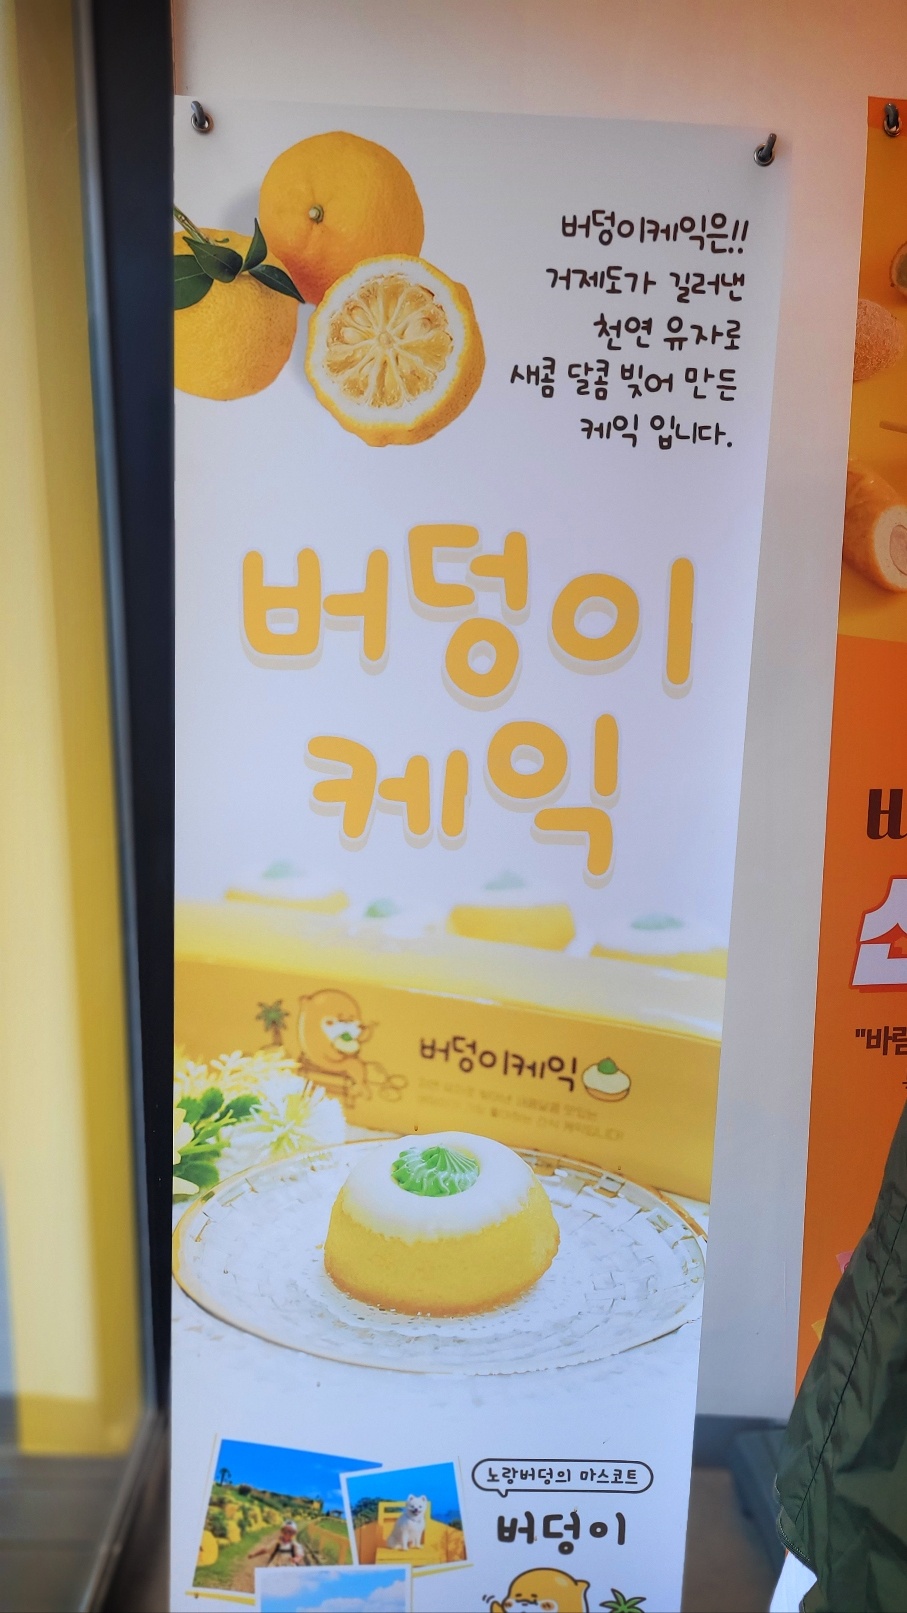 버덩이케익은!!
거제도가 길러낸
천연 유자로
새콤 달콤 빚어 만든
케익 입니다.
버덩이
케익
버덩이케익
노랑버덩의 마스코트
버덩이
"바람